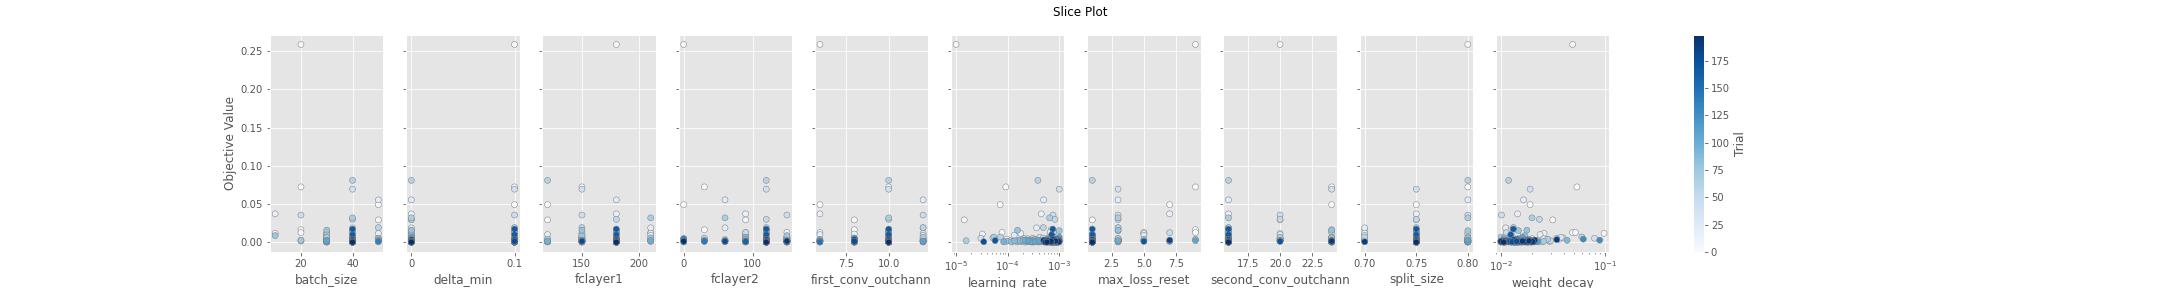 Slice Plot
Objective Value
0.25
0.20
0.15
0.10
0.05
0.00
20 40
batch_size
0 0.1
delta_min
150 200
fclayer1
0 100
fclayer2
7.5 10.0
first_conv_outchann
10⁻⁵ 10⁻⁴ 10⁻³
learning_rate
2.5 5.0 7.5
max_loss_reset
17.5 20.0 22.5
second_conv_outchann
0.70 0.75 0.80
split_size
10⁻² 10⁻¹
weight_decay
175
150
125
100
75
50
25
0
Trial